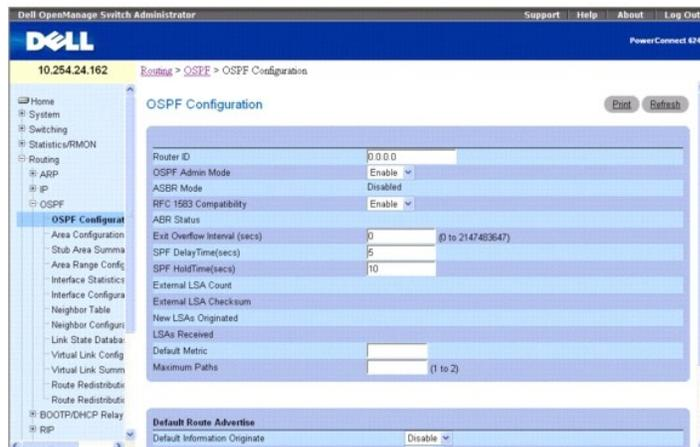 Dell OpenManage Switch Administrator Support Help About Log Out
DELL
PowerConnect 624
10.254.24.162
Routing > OSPF > OSPF Configuration
Home
System
Switching
Statistics/RMON
Routing
ARP
IP
OSPF
OSPF Configurat
Area Configuration
Stub Area Summa
Area Range Config
Interface Statistics
Interface Configura
Neighbor Table
Neighbor Configura
Link State Databa
Virtual Link Config
Virtual Link Summ
Route Redistributio
Route Redistributio
BOOTP/DHCP Relay
RIP
OSPF Configuration
Print Refresh
Router ID 0.0.0.0
OSPF Admin Mode Enable
ASBR Mode Disabled
RFC 1583 Compatibility Enable
ABR Status
Exit Overflow Interval (secs) 0 (0 to 2147483647)
SPF DelayTime(secs) 5
SPF HoldTime(secs) 10
External LSA Count
External LSA Checksum
New LSAs Originated
LSAs Received
Default Metric
Maximum Paths (1 to 2)
Default Route Advertise
Default Information Originate Disable